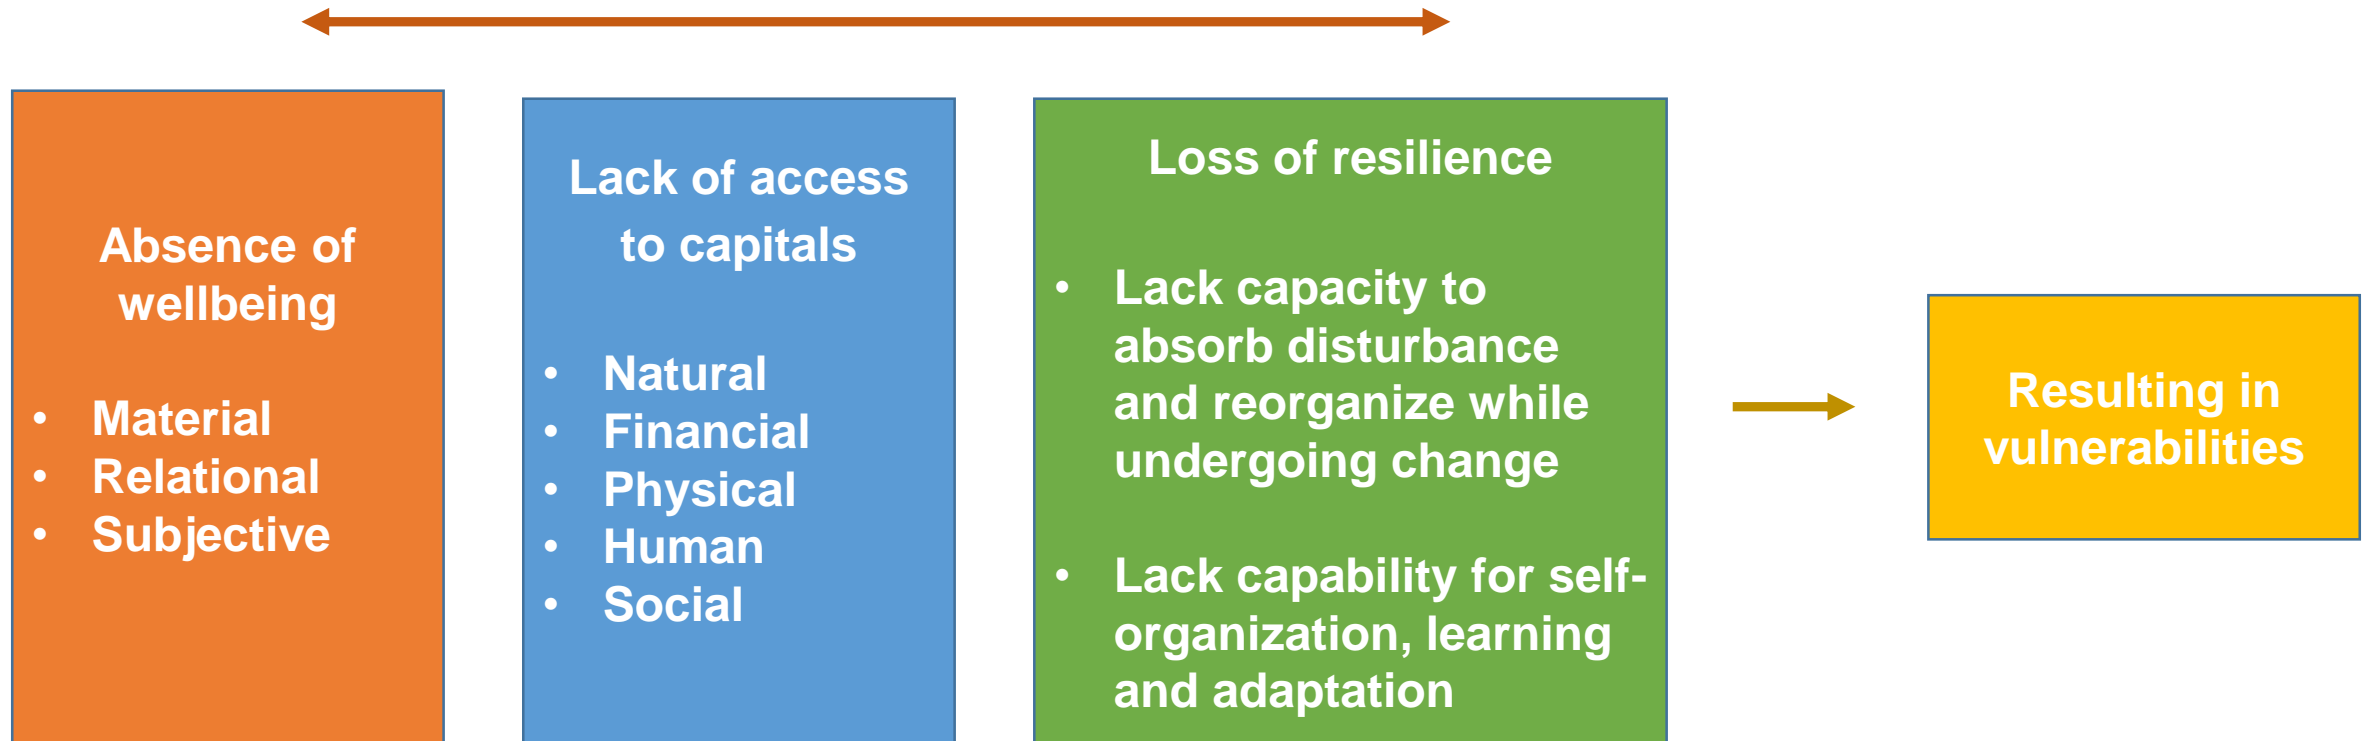 Absence of
wellbeing
• Material
• Relational
• Subjective
Lack of access
to capitals
• Natural
• Financial
• Physical
• Human
• Social
Loss of resilience
• Lack capacity to
absorb disturbance
and reorganize while
undergoing change
• Lack capability for self-
organization, learning
and adaptation
Resulting in
vulnerabilities